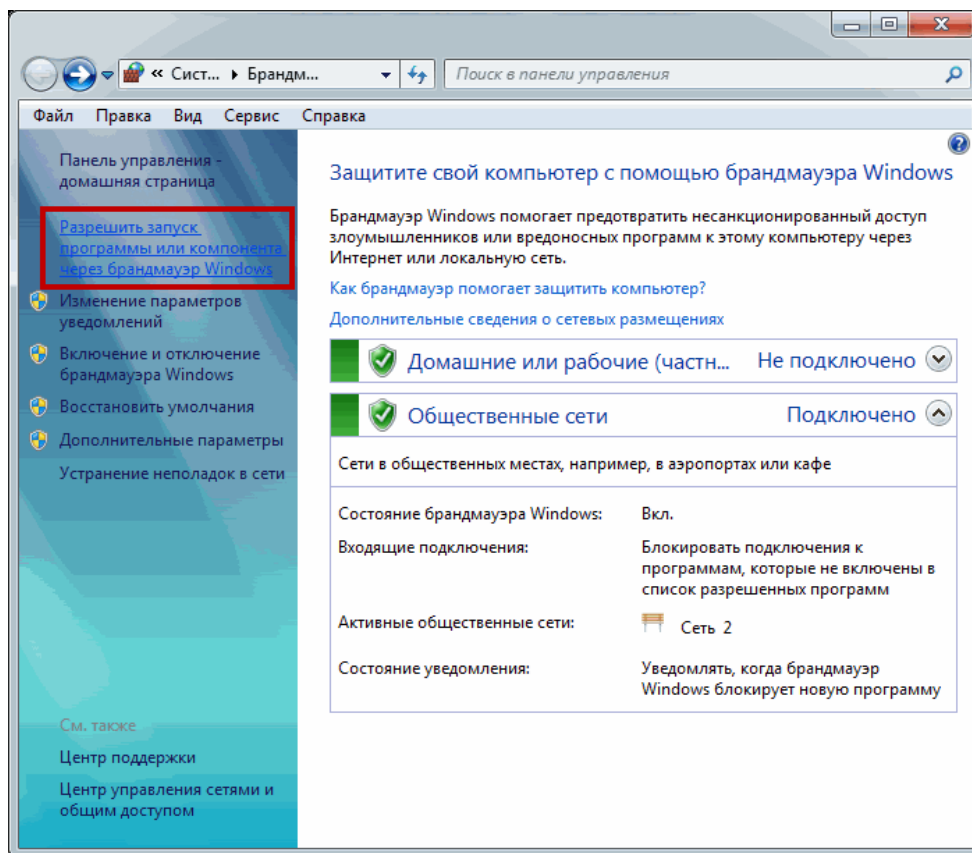 « Сист... Брандм...
Поиск в панели управления
Файл Правка Вид Сервис Справка
Панель управления -
домашняя страница
Разрешить запуск
программы или компонента
через брандмауэр Windows
Изменение параметров
уведомлений
Включение и отключение
брандмауэра Windows
Восстановить умолчания
Дополнительные параметры
Устранение неполадок в сети
См. также
Центр поддержки
Центр управления сетями и
общим доступом
Защитите свой компьютер с помощью брандмауэра Windows
Брандмауэр Windows помогает предотвратить несанкционированный доступ
злоумышленников или вредоносных программ к этому компьютеру через
Интернет или локальную сеть.
Как брандмауэр помогает защитить компьютер?
Дополнительные сведения о сетевых размещениях
Домашние или рабочие (частн... Не подключено
Общественные сети Подключено
Сети в общественных местах, например, в аэропортах или кафе
Состояние брандмауэра Windows: Вкл.
Входящие подключения: Блокировать подключения к
программам, которые не включены в
список разрешенных программ
Активные общественные сети: Сеть 2
Состояние уведомления: Уведомлять, когда брандмауэр
Windows блокирует новую программу